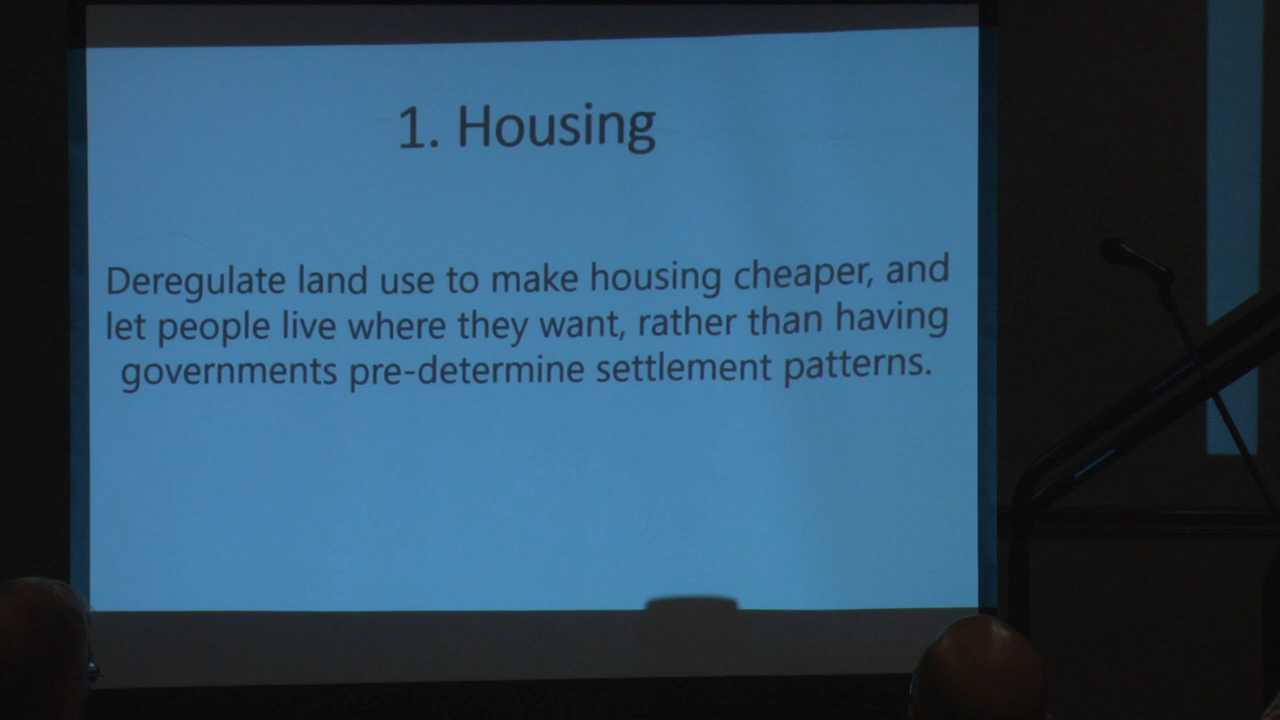 1. Housing
Deregulate land use to make housing cheaper, and
let people live where they want, rather than having
governments pre-determine settlement patterns.